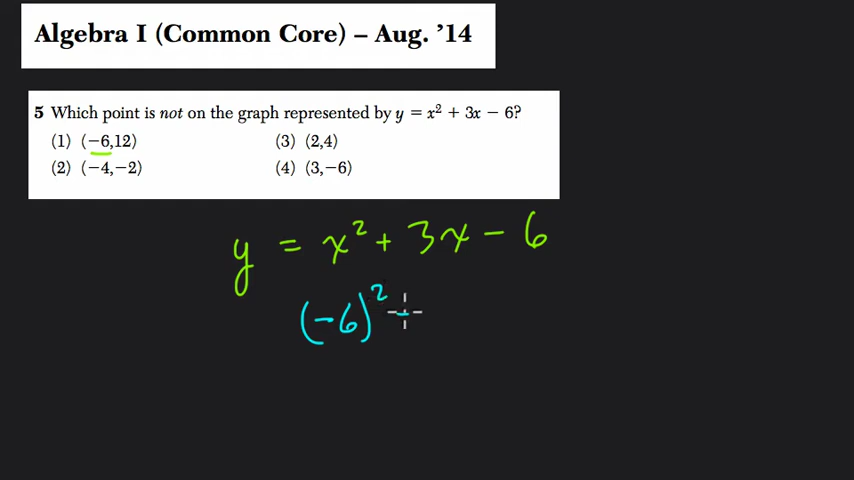 Algebra I (Common Core) – Aug. ’14
5 Which point is not on the graph represented by y = x² + 3x − 6?
(1) (−6,12) (3) (2,4)
(2) (−4,−2) (4) (3,−6)
y = x² + 3x − 6
(−6)²